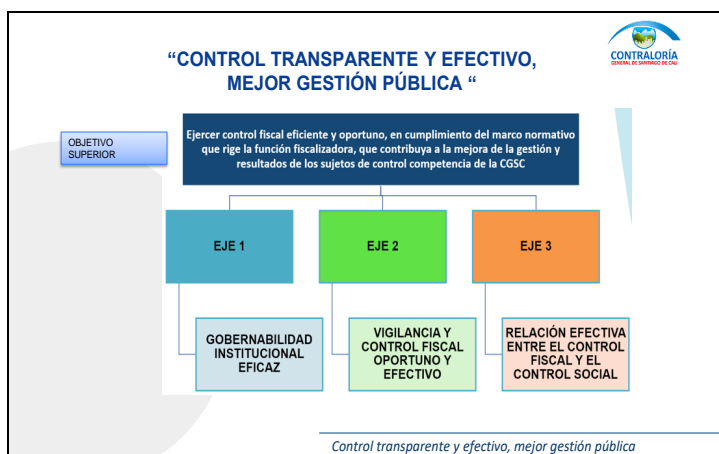 “CONTROL TRANSPARENTE Y EFECTIVO,
MEJOR GESTIÓN PÚBLICA “
CONTRALORÍA
GENERAL DE SANTIAGO DE CALI
OBJETIVO
SUPERIOR
Ejercer control fiscal eficiente y oportuno, en cumplimiento del marco normativo
que rige la función fiscalizadora, que contribuya a la mejora de la gestión y
resultados de los sujetos de control competencia de la CGSC
EJE 1
EJE 2
EJE 3
GOBERNABILIDAD
INSTITUCIONAL
EFICAZ
VIGILANCIA Y
CONTROL FISCAL
OPORTUNO Y
EFECTIVO
RELACIÓN EFECTIVA
ENTRE EL CONTROL
FISCAL Y EL
CONTROL SOCIAL
Control transparente y efectivo, mejor gestión pública